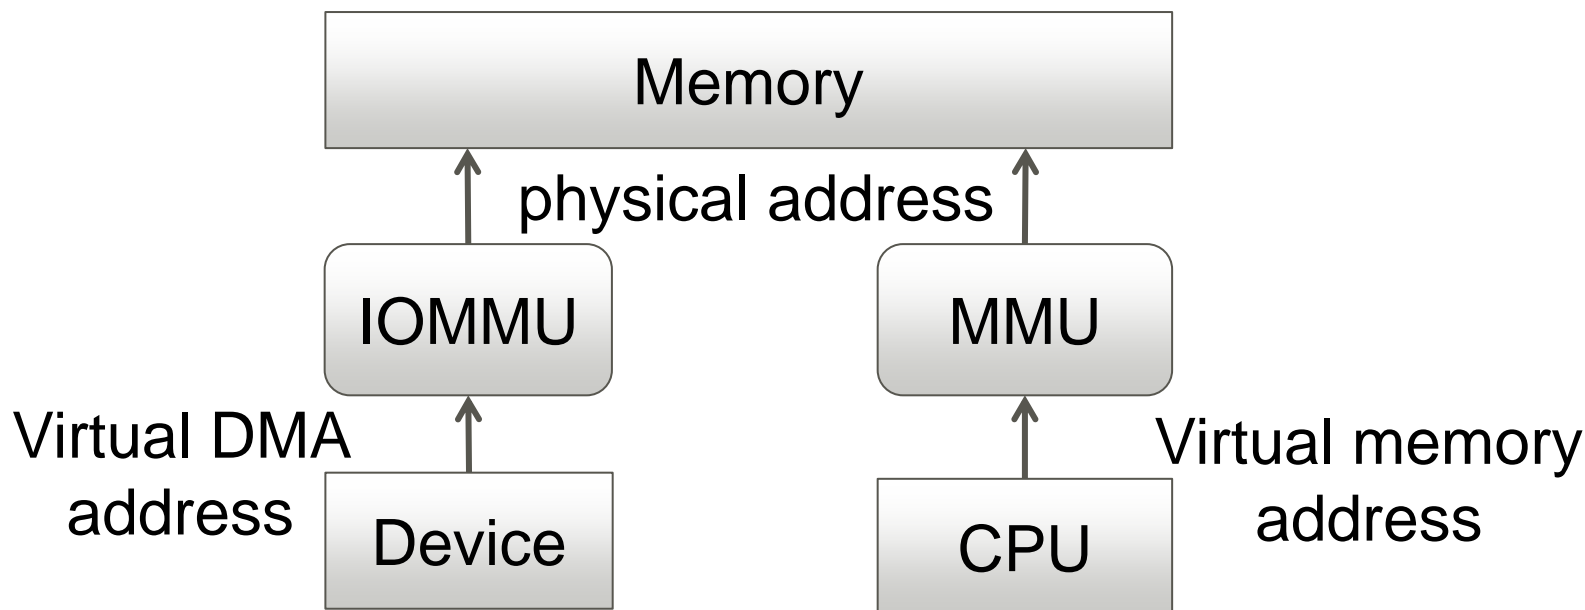 Memory
physical address
IOMMU
MMU
Virtual DMA
address
Virtual memory
address
Device
CPU